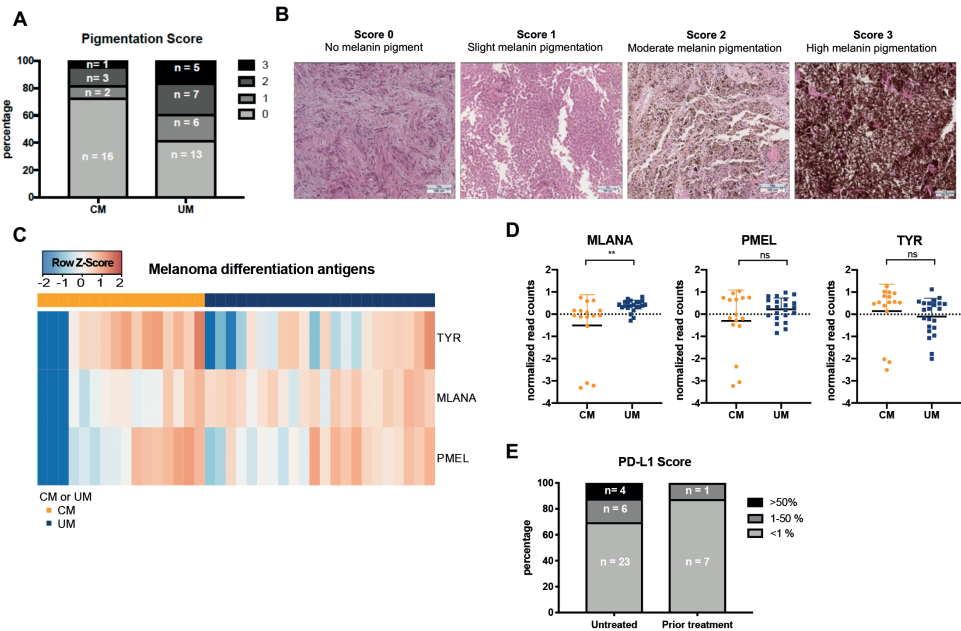 A
Pigmentation Score
100
80
60
40
20
0
percentage
n= 1
n= 3
n = 2
n = 16
n = 5
n = 7
n = 6
n = 13
CM
UM
3
2
1
0
B
Score 0
No melanin pigment
Score 1
Slight melanin pigmentation
Score 2
Moderate melanin pigmentation
Score 3
High melanin pigmentation
C
Row Z-Score
-2 -1 0 1 2
Melanoma differentiation antigens
TYR
MLANA
PMEL
CM or UM
CM
UM
D
MLANA
**
normalized read counts
2
1
0
-1
-2
-3
-4
CM
UM
PMEL
ns
normalized read counts
2
1
0
-1
-2
-3
-4
CM
UM
TYR
ns
normalized read counts
2
1
0
-1
-2
-3
-4
CM
UM
E
PD-L1 Score
100
80
60
40
20
0
percentage
n= 4
n = 6
n = 23
n = 1
n = 7
Untreated
Prior treatment
>50%
1-50 %
<1 %